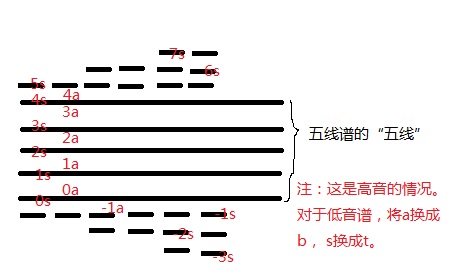 7s
6s
5s
4s 4a
3a
3s
2a
2s
1a
1s
0a
0s
-1a -1s
-2s
-3s
五线谱的“五线”
注：这是高音的情况。
对于低音谱，将a换成
b ， s换成t。